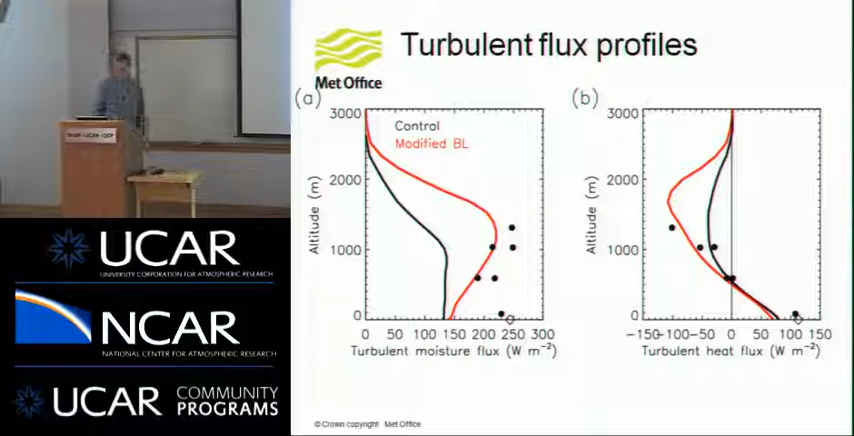 Turbulent flux profiles
Met Office
(a)
3000
2000
1000
0
Altitude (m)
Control
Modified BL
0 50 100 150 200 250 300
Turbulent moisture flux (W m⁻²)
(b)
3000
2000
1000
0
Altitude (m)
−150−100−50 0 50 100 150
Turbulent heat flux (W m⁻²)
© Crown copyright Met Office
UCAR
UNIVERSITY CORPORATION FOR ATMOSPHERIC RESEARCH
NCAR
NATIONAL CENTER FOR ATMOSPHERIC RESEARCH
UCAR COMMUNITY
PROGRAMS